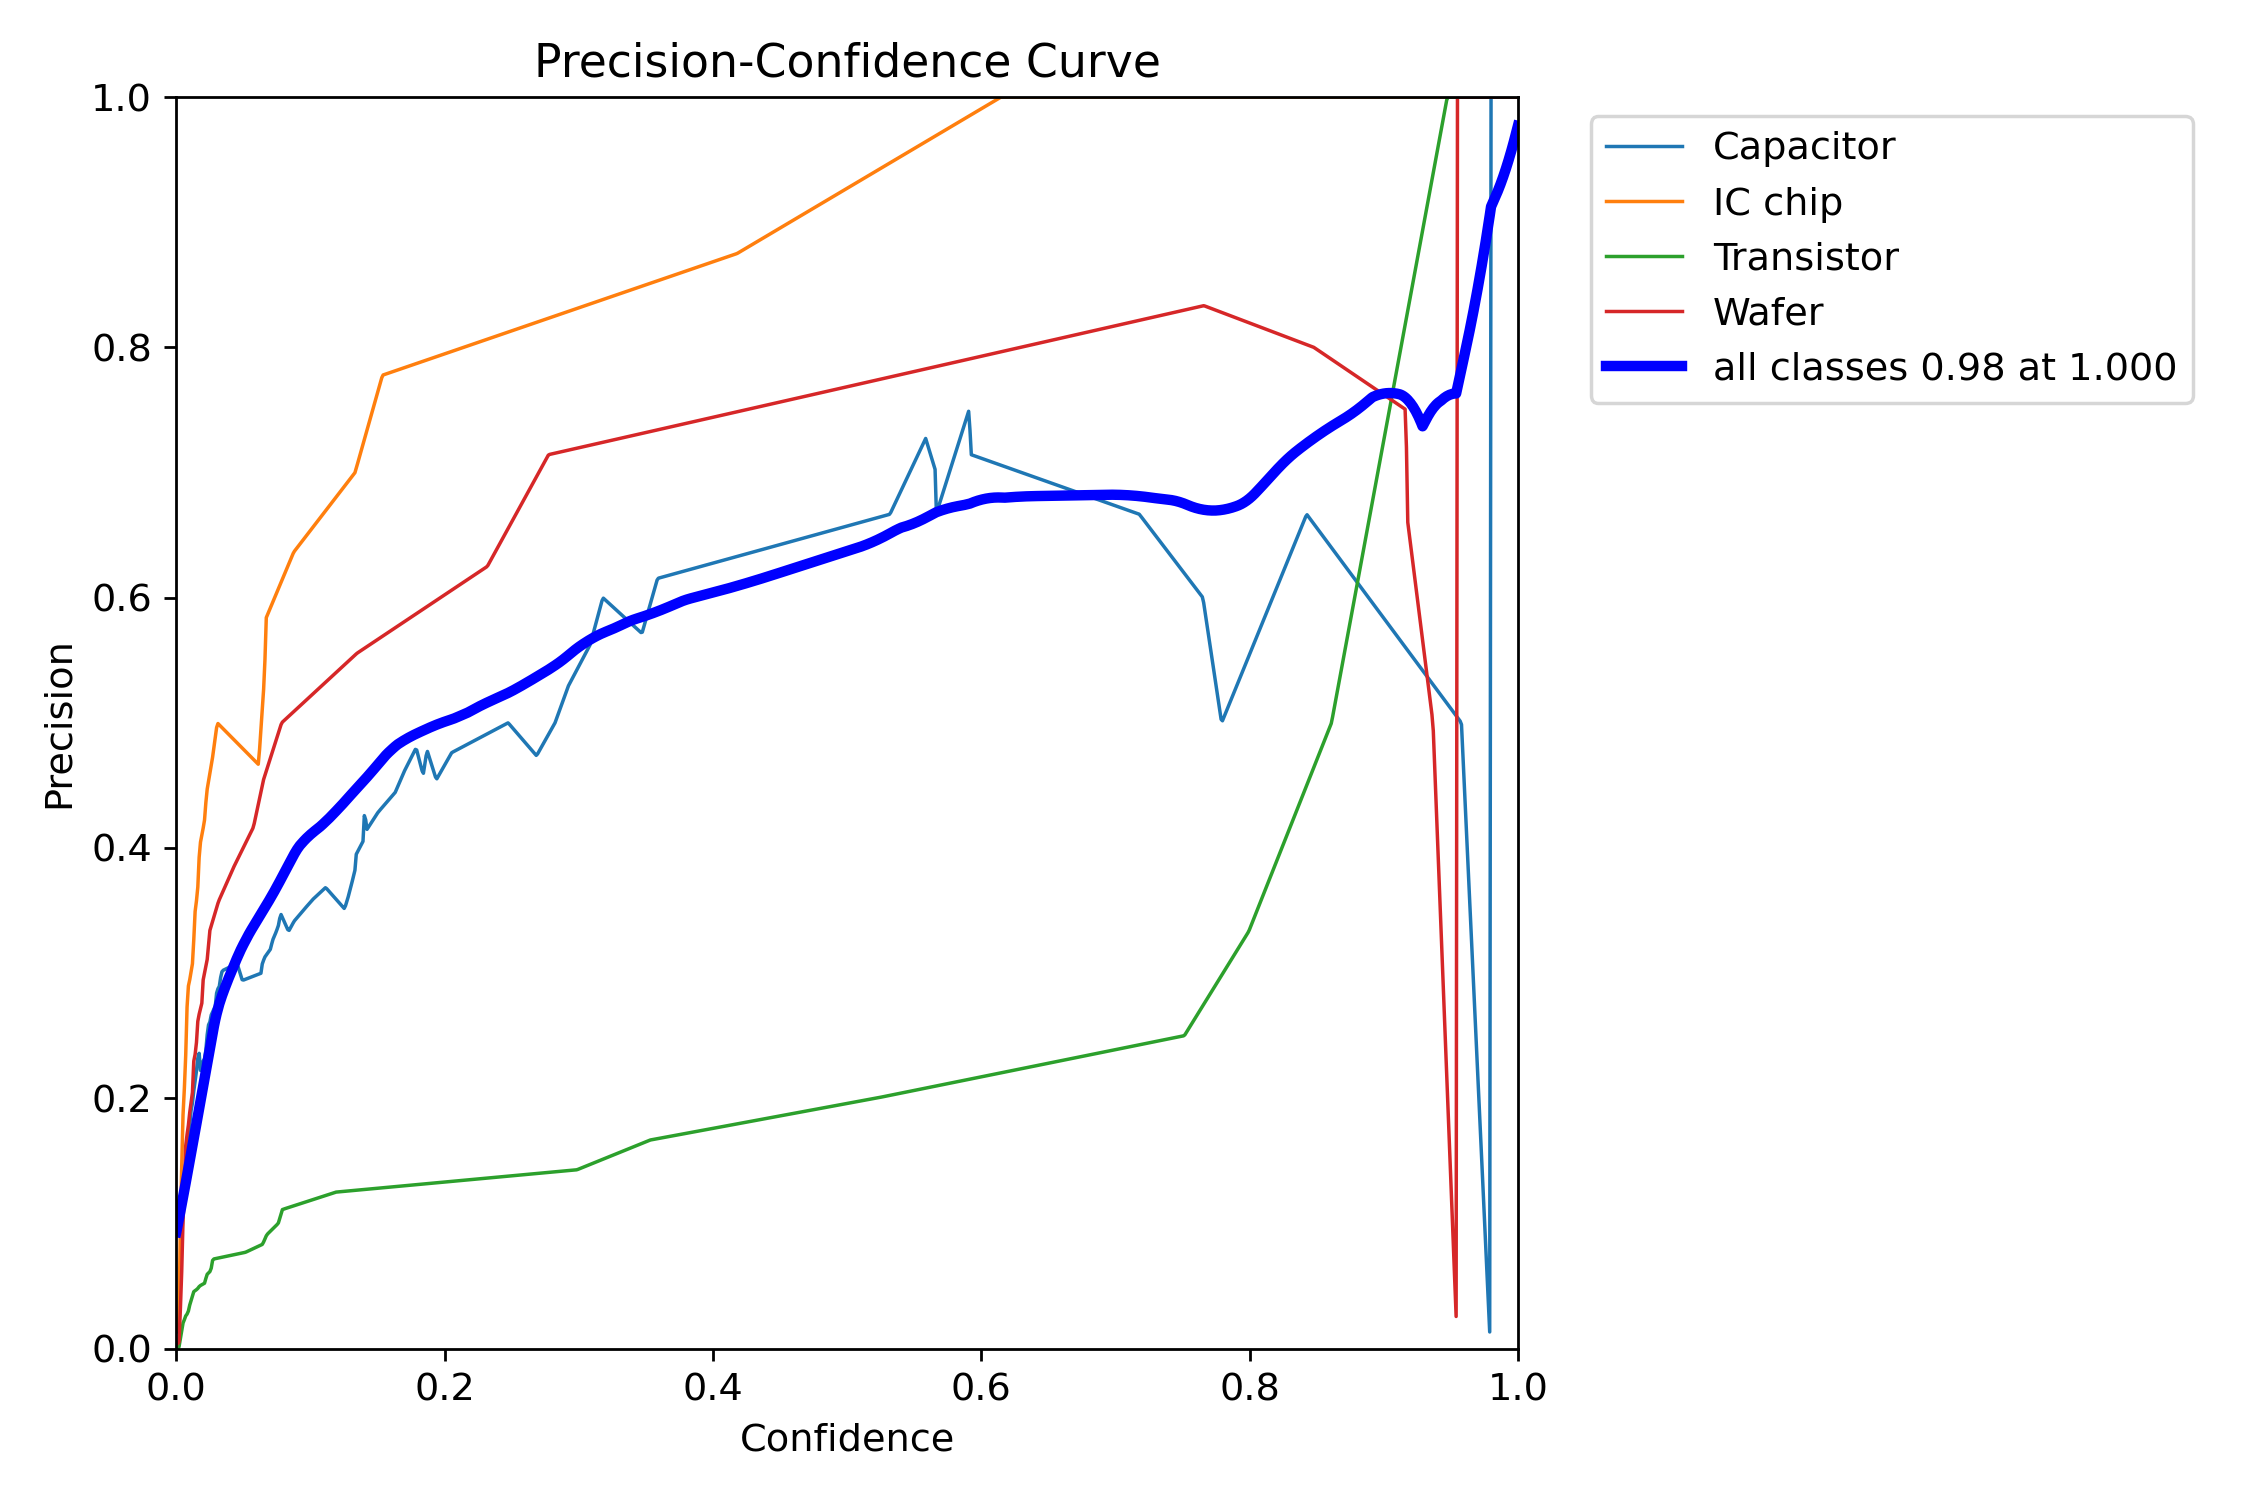 Precision-Confidence Curve
1.0
0.8
0.6
0.4
0.2
0.0
Precision
0.0 0.2 0.4 0.6 0.8 1.0
Confidence
Capacitor
IC chip
Transistor
Wafer
all classes 0.98 at 1.000